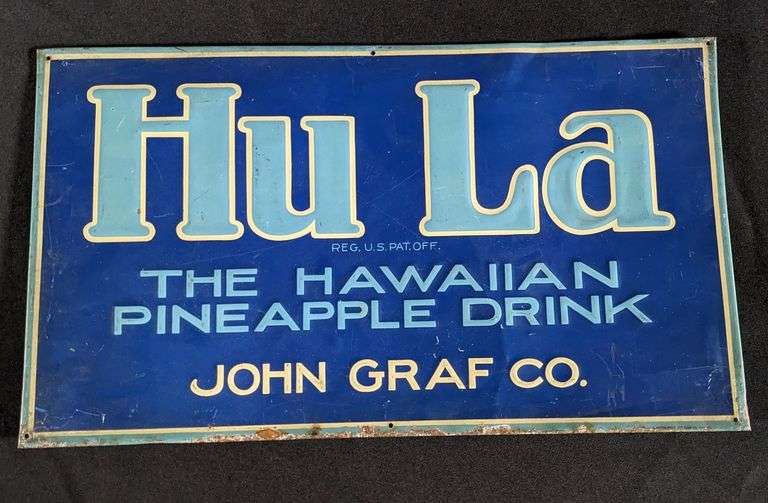 Hu La
REG. U.S. PAT. OFF.
THE HAWAIIAN
PINEAPPLE DRINK
JOHN GRAF CO.